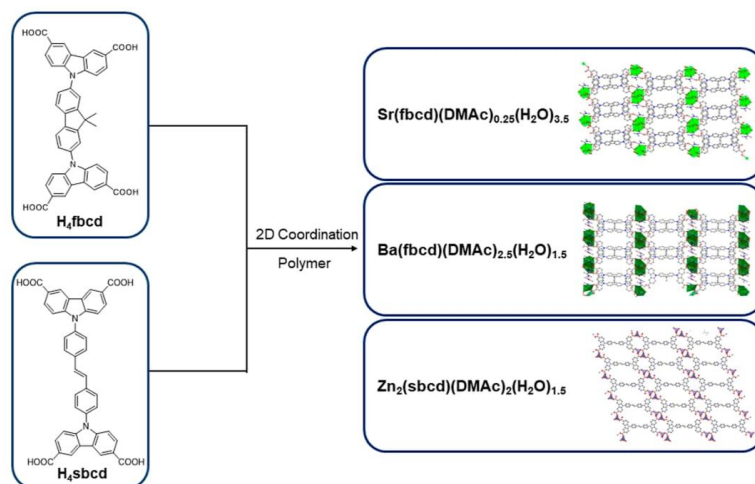 HOOC COOH
N
N
HOOC COOH
H₄fbcd
HOOC COOH
N
N
HOOC COOH
H₄sbcd
2D Coordination
Polymer
Sr(fbcd)(DMAc)₀.₂₅(H₂O)₃.₅
Ba(fbcd)(DMAc)₂.₅(H₂O)₁.₅
Zn₂(sbcd)(DMAc)₂(H₂O)₁.₅